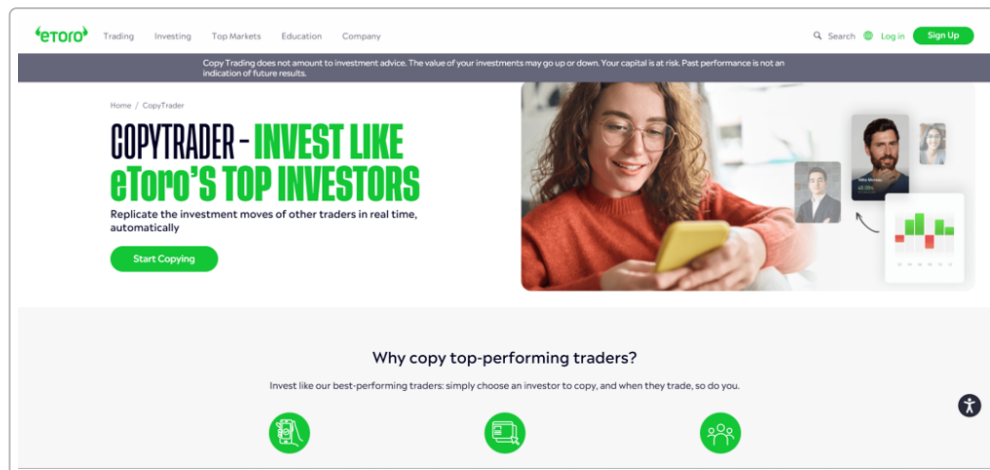 eToro
Trading
Investing
Top Markets
Education
Company
Search
Log in
Sign Up
Copy Trading does not amount to investment advice. The value of your investments may go up or down. Your capital is at risk. Past performance is not an
indication of future results.
Home / CopyTrader
COPYTRADER - INVEST LIKE
eToro'S TOP INVESTORS
Replicate the investment moves of other traders in real time,
automatically
Start Copying
Why copy top-performing traders?
Invest like our best-performing traders: simply choose an investor to copy, and when they trade, so do you.